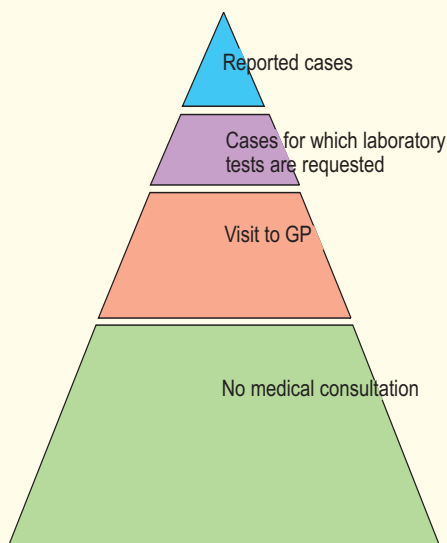 Reported cases
Cases for which laboratory
tests are requested
Visit to GP
No medical consultation